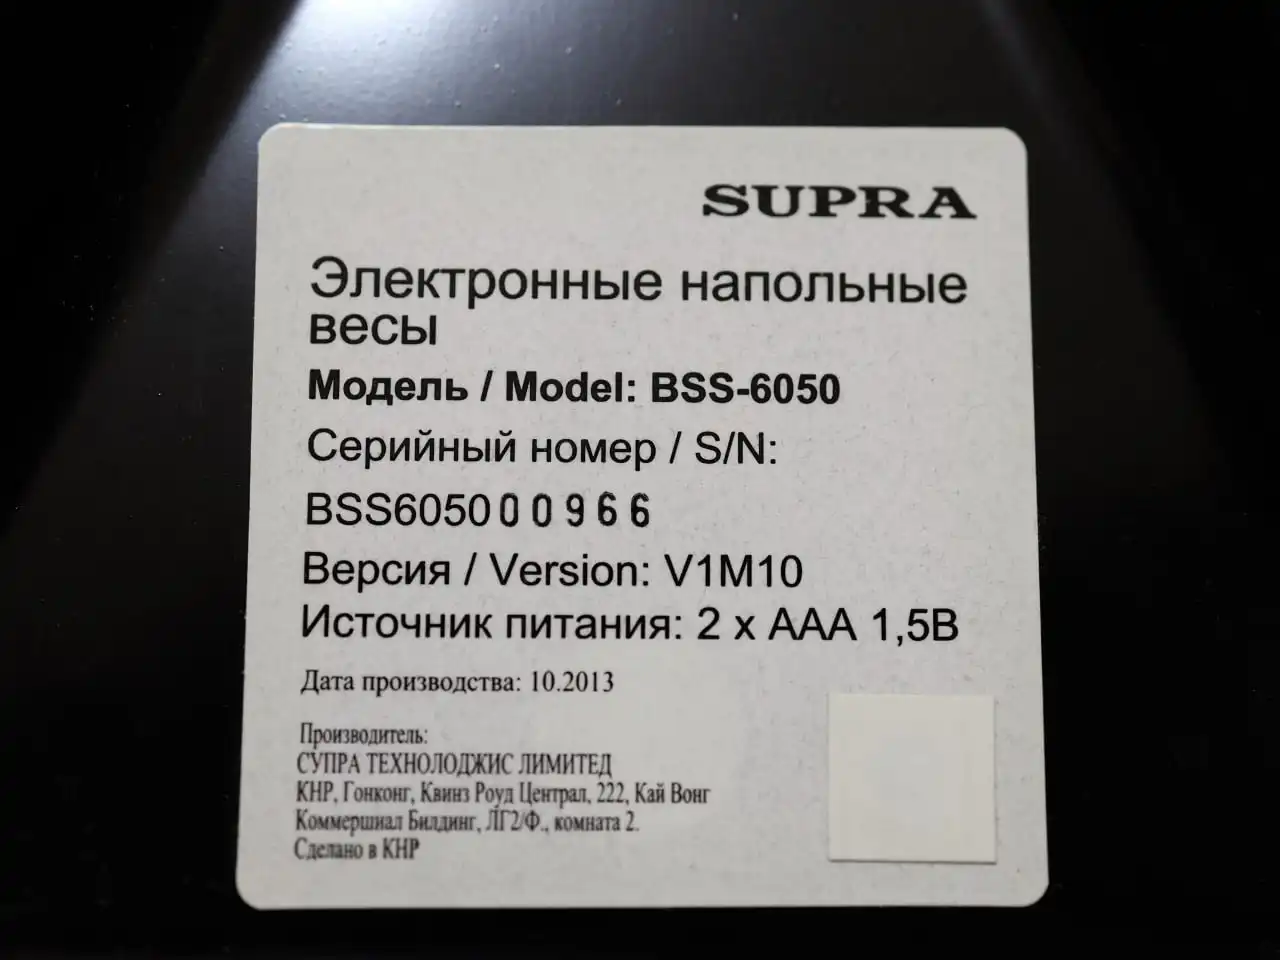 SUPRA
Электронные напольные
весы
Модель / Model: BSS-6050
Серийный номер / S/N:
BSS605000966
Версия / Version: V1M10
Источник питания: 2 x AAA 1,5В
Дата производства: 10.2013
Производитель:
СУПРА ТЕХНОЛОДЖИС ЛИМИТЕД
КНР, Гонконг, Квинз Роуд Централ, 222, Кай Вонг
Коммершиал Билдинг, ЛГ2/Ф., комната 2.
Сделано в КНР